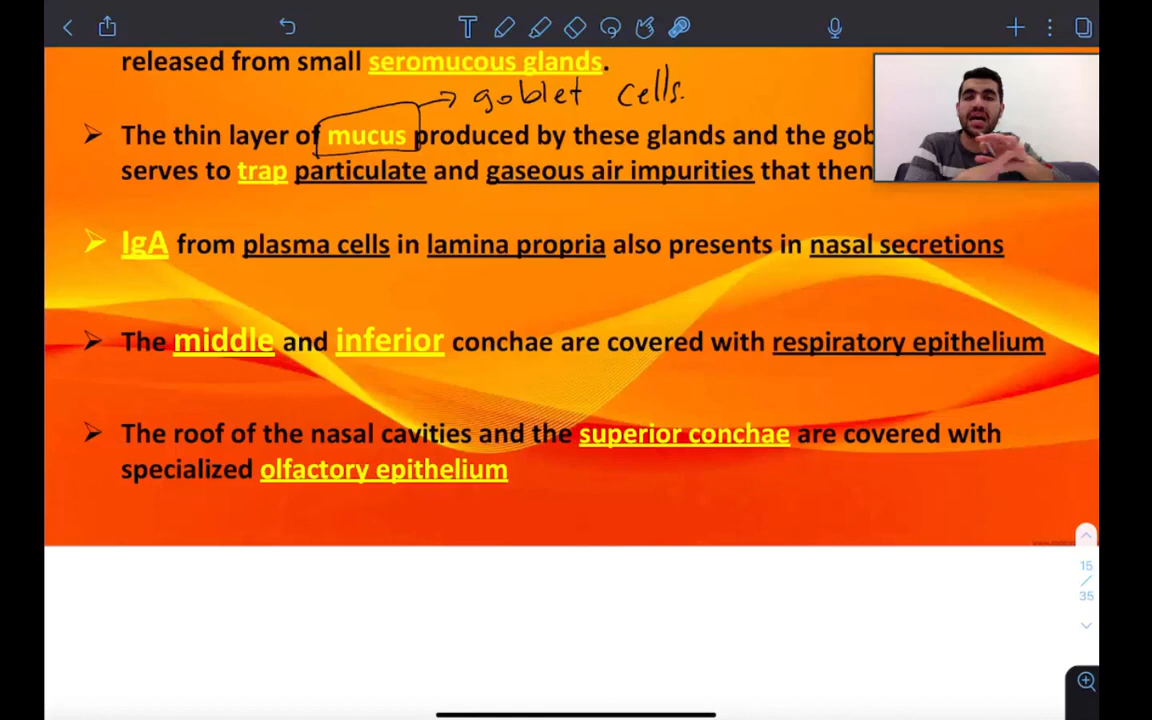 released from small seromucous glands.
→ goblet cells.
➢ The thin layer of mucus produced by these glands and the gob
serves to trap particulate and gaseous air impurities that then
➢ IgA from plasma cells in lamina propria also presents in nasal secretions
➢ The middle and inferior conchae are covered with respiratory epithelium
➢ The roof of the nasal cavities and the superior conchae are covered with
specialized olfactory epithelium
15
/
35